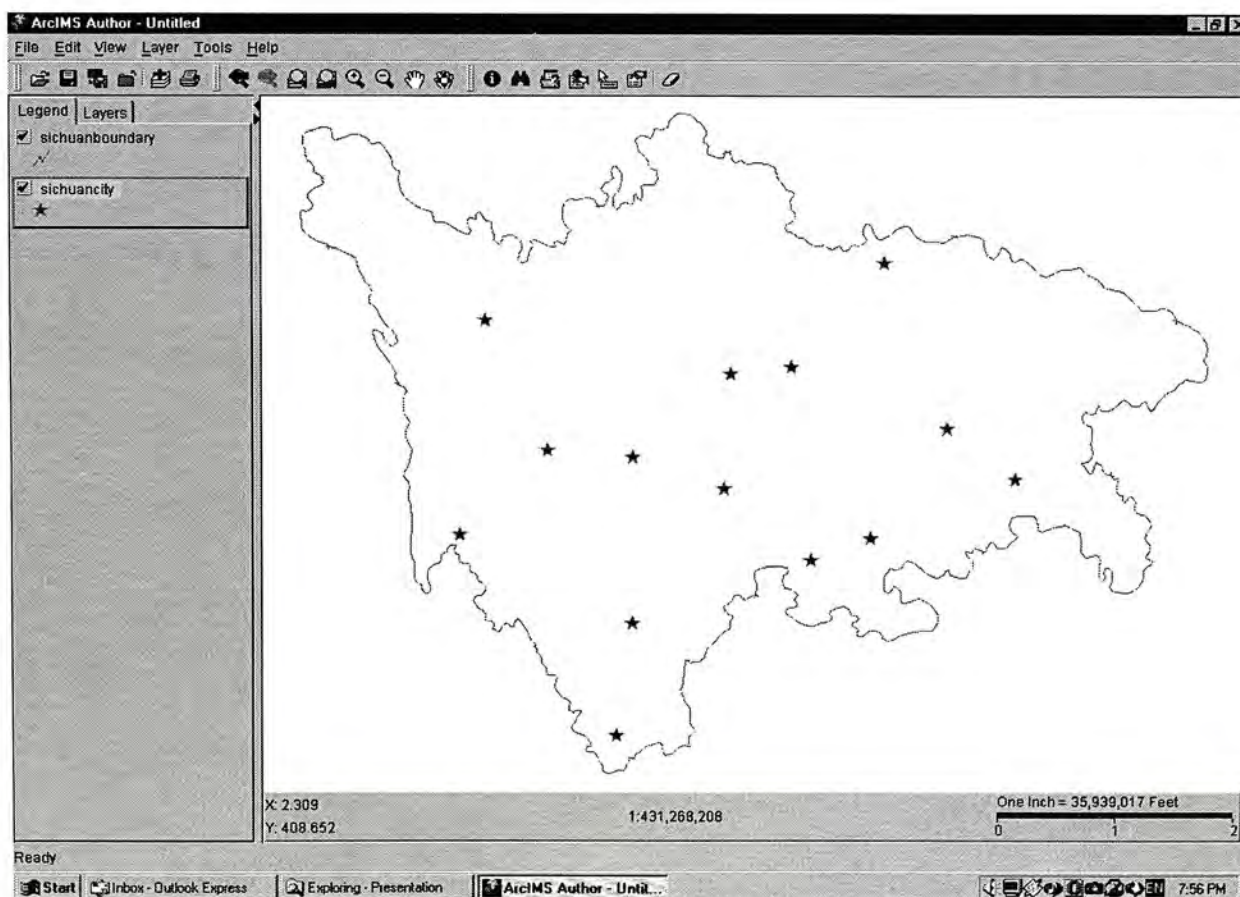 ArcIMS Author - Untitled
File Edit View Layer Tools Help
Legend Layers
sichuanboundary
sichuancity
X: 2.309
Y: 408.652
1:431,268,208
One Inch = 35,939,017 Feet
0 1 2
Ready
Start Inbox - Outlook Express Exploring - Presentation ArcIMS Author - Untit... EN 7:56 PM